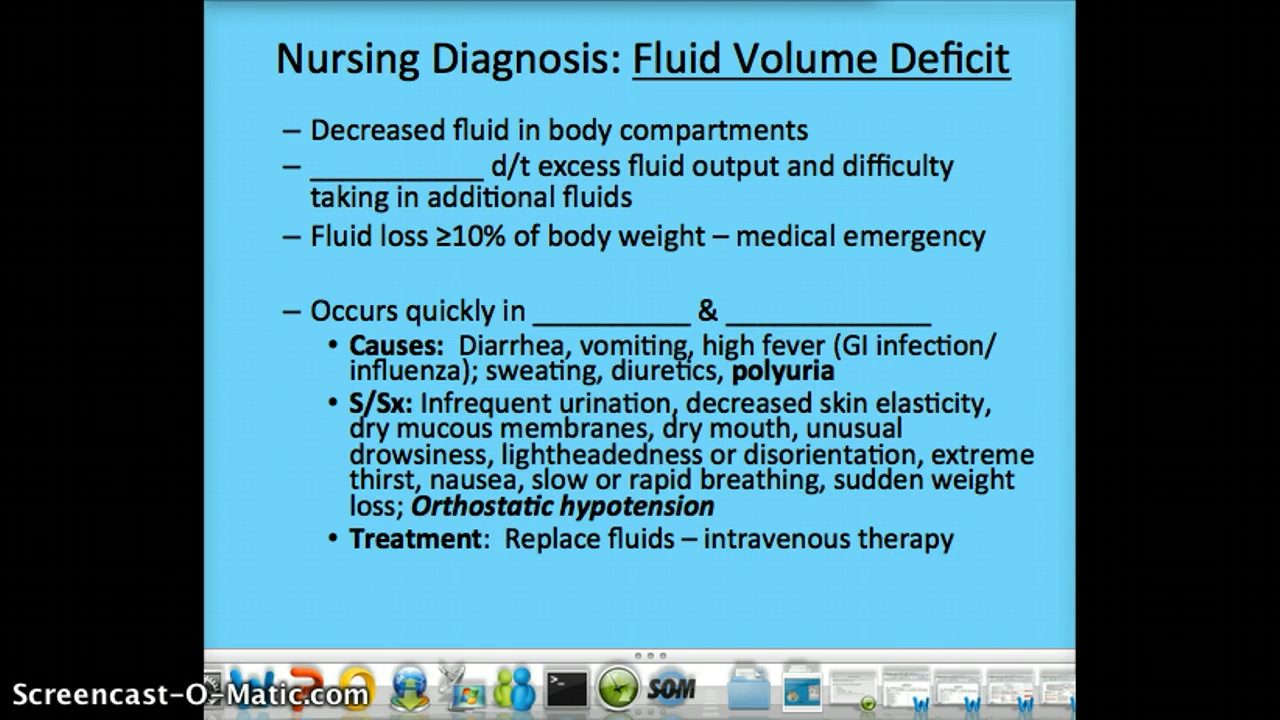 Nursing Diagnosis: Fluid Volume Deficit
– Decreased fluid in body compartments
– ___________ d/t excess fluid output and difficulty
taking in additional fluids
– Fluid loss ≥10% of body weight – medical emergency
– Occurs quickly in __________ & _____________
• Causes: Diarrhea, vomiting, high fever (GI infection/
influenza); sweating, diuretics, polyuria
• S/Sx: Infrequent urination, decreased skin elasticity,
dry mucous membranes, dry mouth, unusual
drowsiness, lightheadedness or disorientation, extreme
thirst, nausea, slow or rapid breathing, sudden weight
loss; Orthostatic hypotension
• Treatment: Replace fluids – intravenous therapy
SOM
Screencast-O-Matic.com